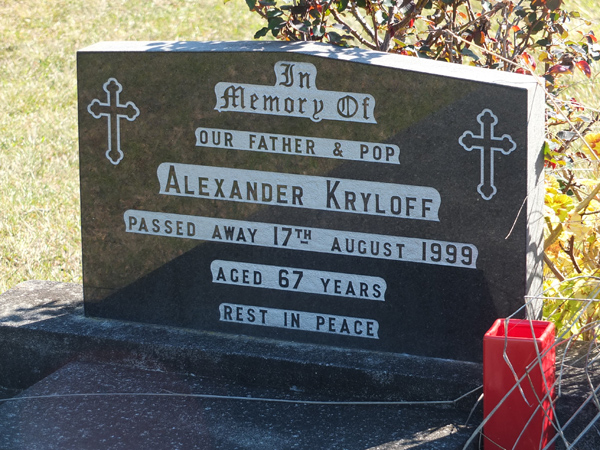 In
Memory Of
OUR FATHER & POP
ALEXANDER KRYLOFF
PASSED AWAY 17TH AUGUST 1999
AGED 67 YEARS
REST IN PEACE